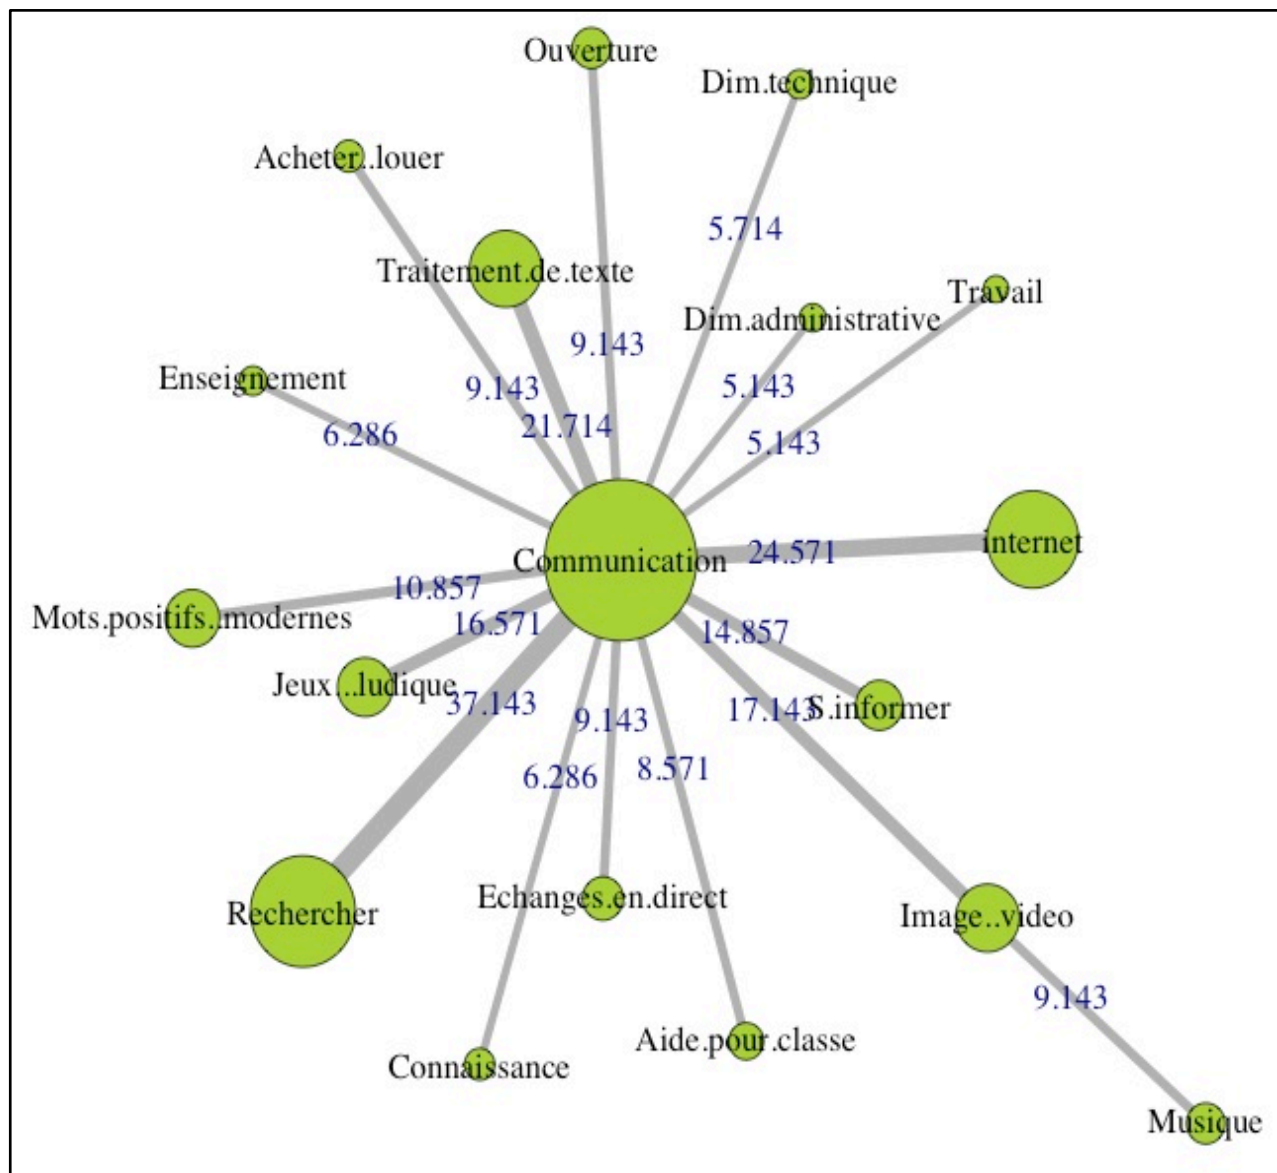 Ouverture
Dim.technique
Acheter..louer
5.714
Traitement.de.texte
Travail
Dim.administrative
9.143
Enseignement
9.143
5.143
21.714
6.286
5.143
internet
24.571
Communication
10.857
Mots.positifs..modernes
16.571
14.857
Jeux...ludique
37.143
9.143
17.143
S.informer
6.286
8.571
Echanges.en.direct
Rechercher
Image..video
9.143
Aide.pour.classe
Connaissance
Musique